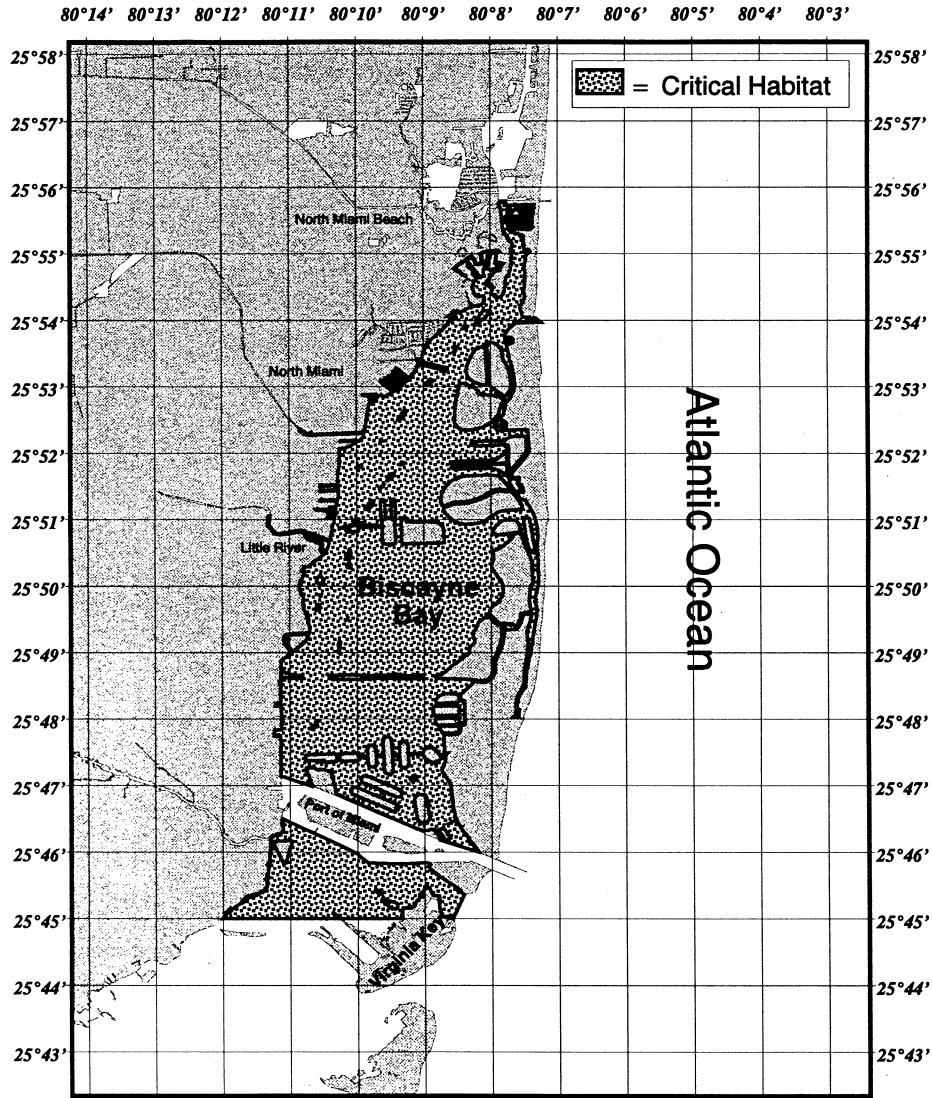 80°14’ 80°13’ 80°12’ 80°11’ 80°10’ 80°9’ 80°8’ 80°7’ 80°6’ 80°5’ 80°4’ 80°3’
25°58’ 25°58’
= Critical Habitat
25°57’ 25°57’
25°56’ 25°56’
North Miami Beach
25°55’ 25°55’
25°54’ 25°54’
North Miami
25°53’ 25°53’
Atlantic Ocean
25°52’ 25°52’
25°51’ 25°51’
Little River
25°50’ 25°50’
Biscayne
Bay
25°49’ 25°49’
25°48’ 25°48’
25°47’ 25°47’
Port of Miami
25°46’ 25°46’
25°45’ 25°45’
Virginia Key
25°44’ 25°44’
25°43’ 25°43’